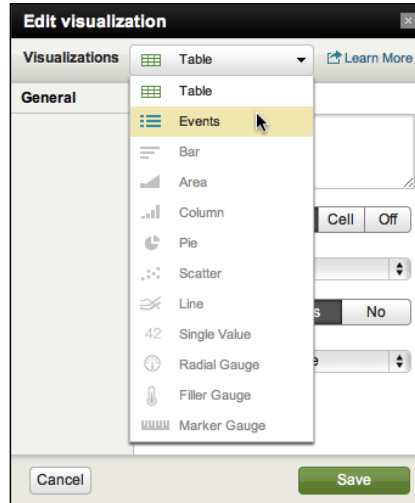 Edit visualization
Visualizations Table Learn More
General
Table
Events
Bar
Area
Column
Cell Off
Pie
Scatter
Line
No
Single Value
42
Radial Gauge
Filler Gauge
Marker Gauge
Cancel Save